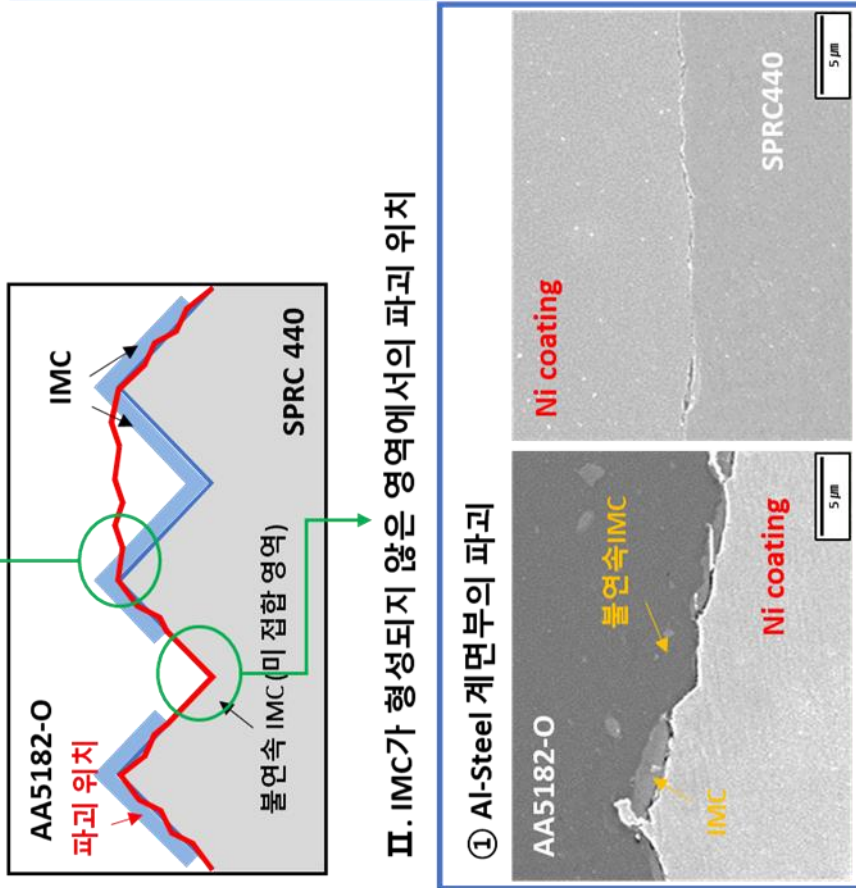 AA5182-O
파괴 위치
IMC
SPRC 440
불연속 IMC (미 접합 영역)
Ⅱ. IMC가 형성되지 않은 영역에서의 파괴 위치
① Al-Steel 계면부의 파괴
AA5182-O
불연속IMC
IMC
Ni coating
5 ㎛
Ni coating
SPRC440
5 ㎛